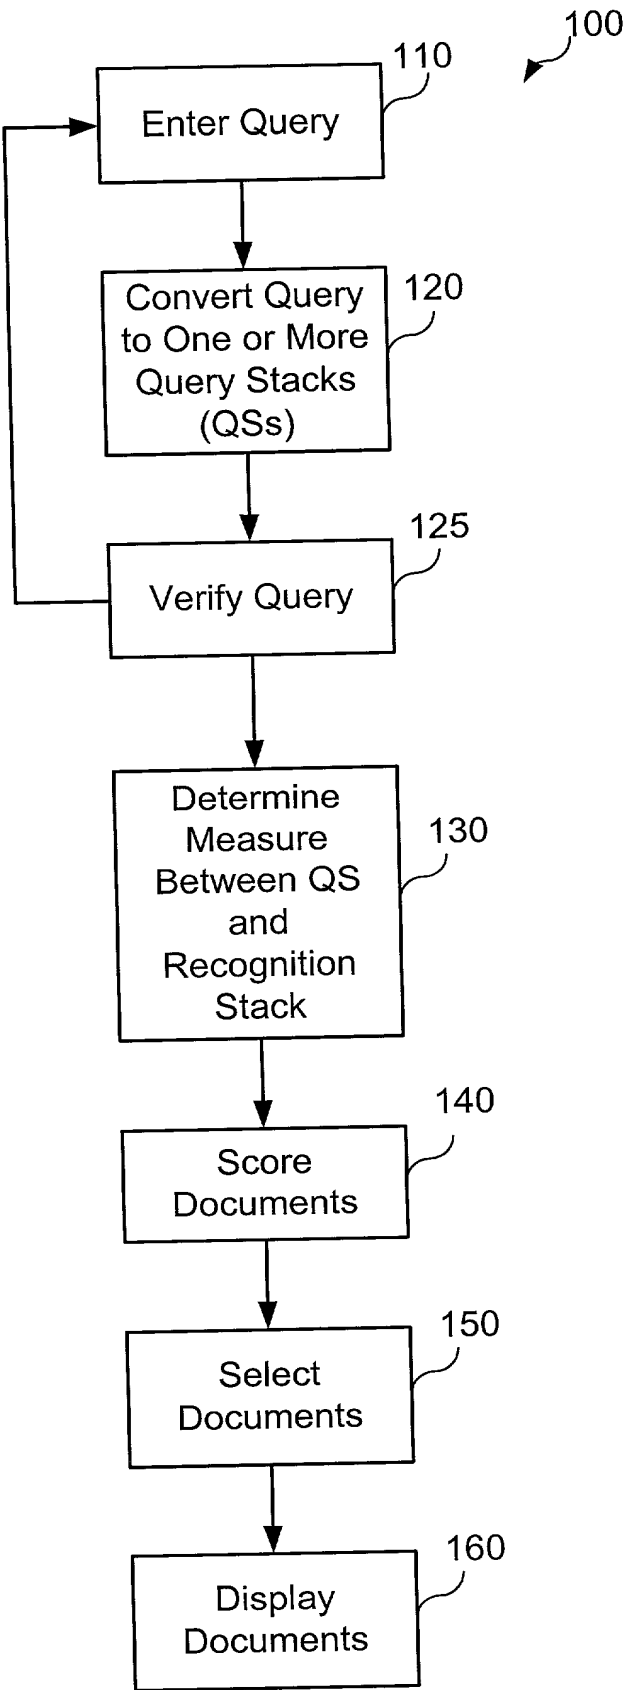 100
110
Enter Query
120
Convert Query
to One or More
Query Stacks
(QSs)
125
Verify Query
130
Determine
Measure
Between QS
and
Recognition
Stack
140
Score
Documents
150
Select
Documents
160
Display
Documents